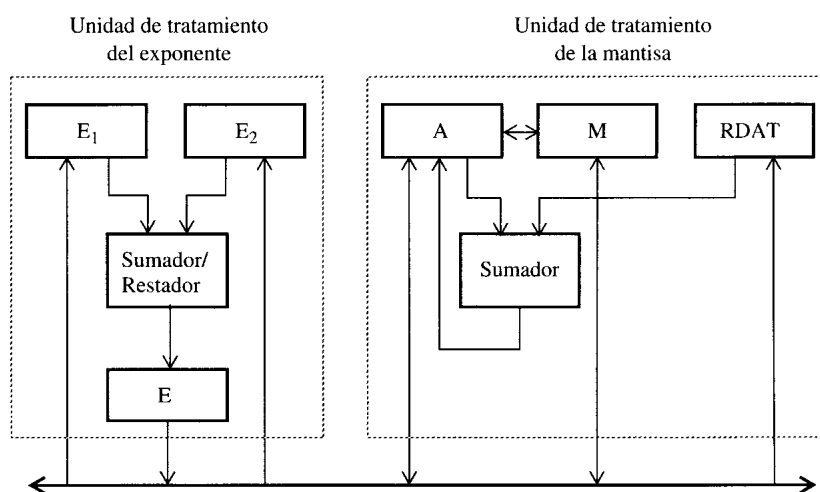 Unidad de tratamiento
del exponente
Unidad de tratamiento
de la mantisa
E₁
E₂
A
M
RDAT
Sumador/
Restador
Sumador
E